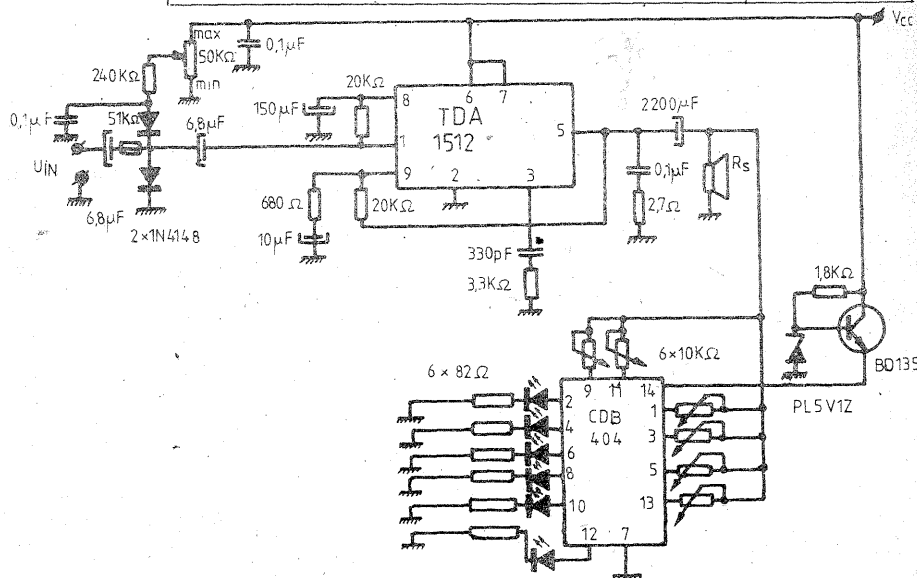 Vcc
max
50KΩ
min
0,1µF
240KΩ
20KΩ
150µF
8
6
7
TDA
1512
5
2200µF
0,1µF
51KΩ
6,8µF
1
UIN
9
2
3
0,1µF
RS
680Ω
20KΩ
2,7Ω
6,8µF
2×1N4148
10µF
330pF
3,3KΩ
1,8KΩ
6×10KΩ
BD135
6×82Ω
9
11
14
PL5V1Z
2
CDB
404
1
4
3
6
8
5
10
13
12
7